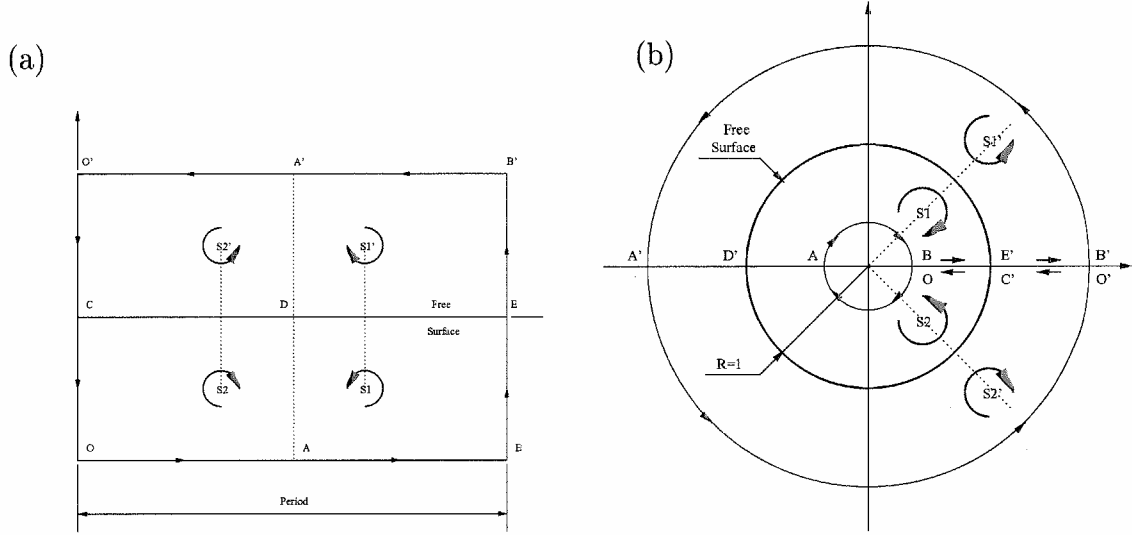 (a)
O'
A'
B'
S2'
S1'
C
D
Free
E
Surface
S2
S1
O
A
B
Period
(b)
Free
Surface
S1'
S1
A'
D'
A
B
E'
B'
O
C'
O'
S2
R=1
S2'